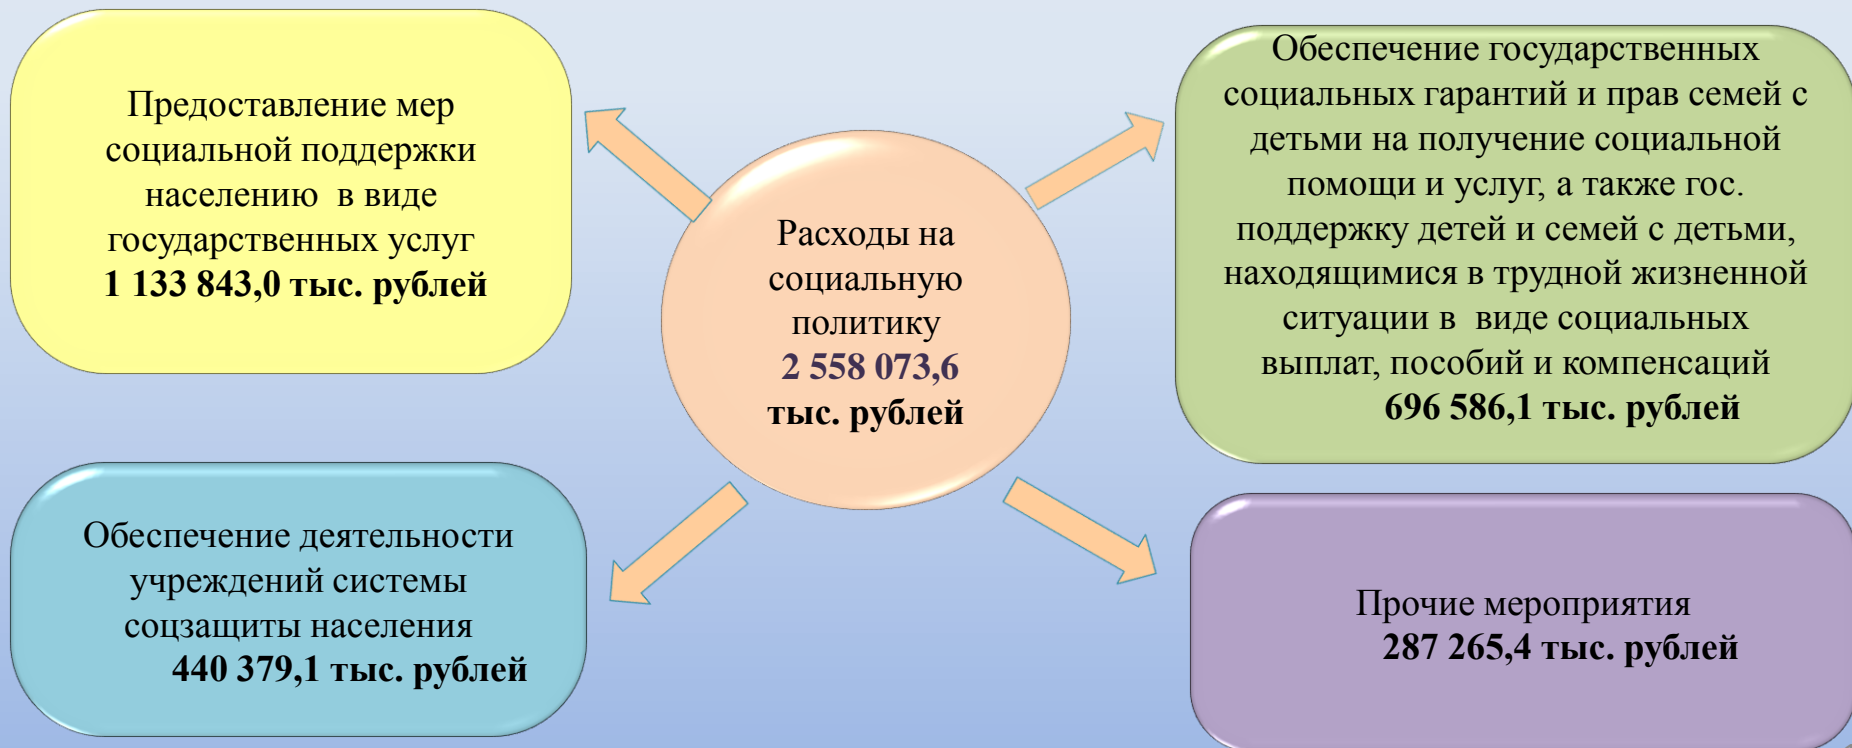 Предоставление мер
социальной поддержки
населению в виде
государственных услуг
1 133 843,0 тыс. рублей
Расходы на
социальную
политику
2 558 073,6
тыс. рублей
Обеспечение государственных
социальных гарантий и прав семей с
детьми на получение социальной
помощи и услуг, а также гос.
поддержку детей и семей с детьми,
находящимися в трудной жизненной
ситуации в виде социальных
выплат, пособий и компенсаций
696 586,1 тыс. рублей
Обеспечение деятельности
учреждений системы
соцзащиты населения
440 379,1 тыс. рублей
Прочие мероприятия
287 265,4 тыс. рублей